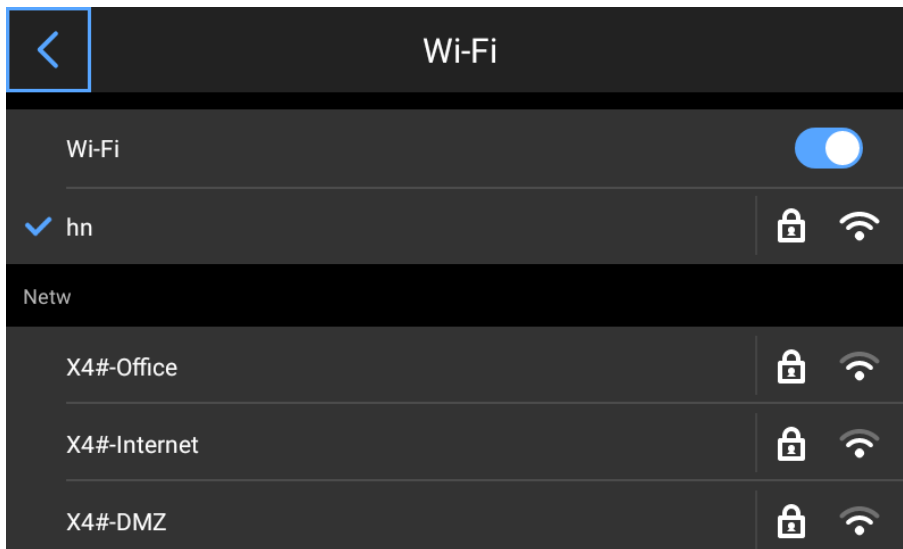 Wi-Fi
Wi-Fi
hn
Netw
X4#-Office
X4#-Internet
X4#-DMZ